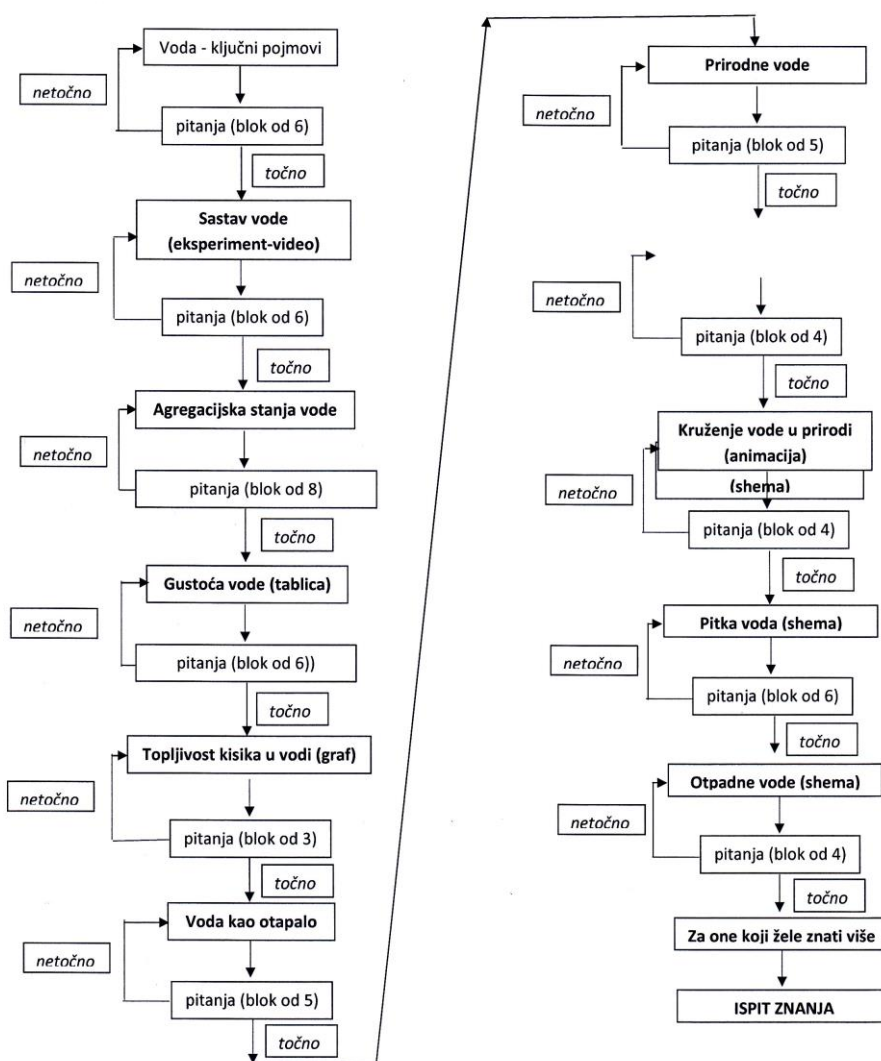 Voda - ključni pojmovi
netočno
pitanja (blok od 6)
točno
Sastav vode
(eksperiment-video)
netočno
pitanja (blok od 6)
točno
Agregacijska stanja vode
netočno
pitanja (blok od 8)
točno
Gustoća vode (tablica)
netočno
pitanja (blok od 6))
točno
Topljivost kisika u vodi (graf)
netočno
pitanja (blok od 3)
točno
Voda kao otapalo
netočno
pitanja (blok od 5)
točno
Prirodne vode
netočno
pitanja (blok od 5)
točno
netočno
pitanja (blok od 4)
točno
Kruženje vode u prirodi
(animacija)
(shema)
netočno
pitanja (blok od 4)
točno
Pitka voda (shema)
netočno
pitanja (blok od 6)
točno
Otpadne vode (shema)
netočno
pitanja (blok od 4)
točno
Za one koji žele znati više
ISPIT ZNANJA